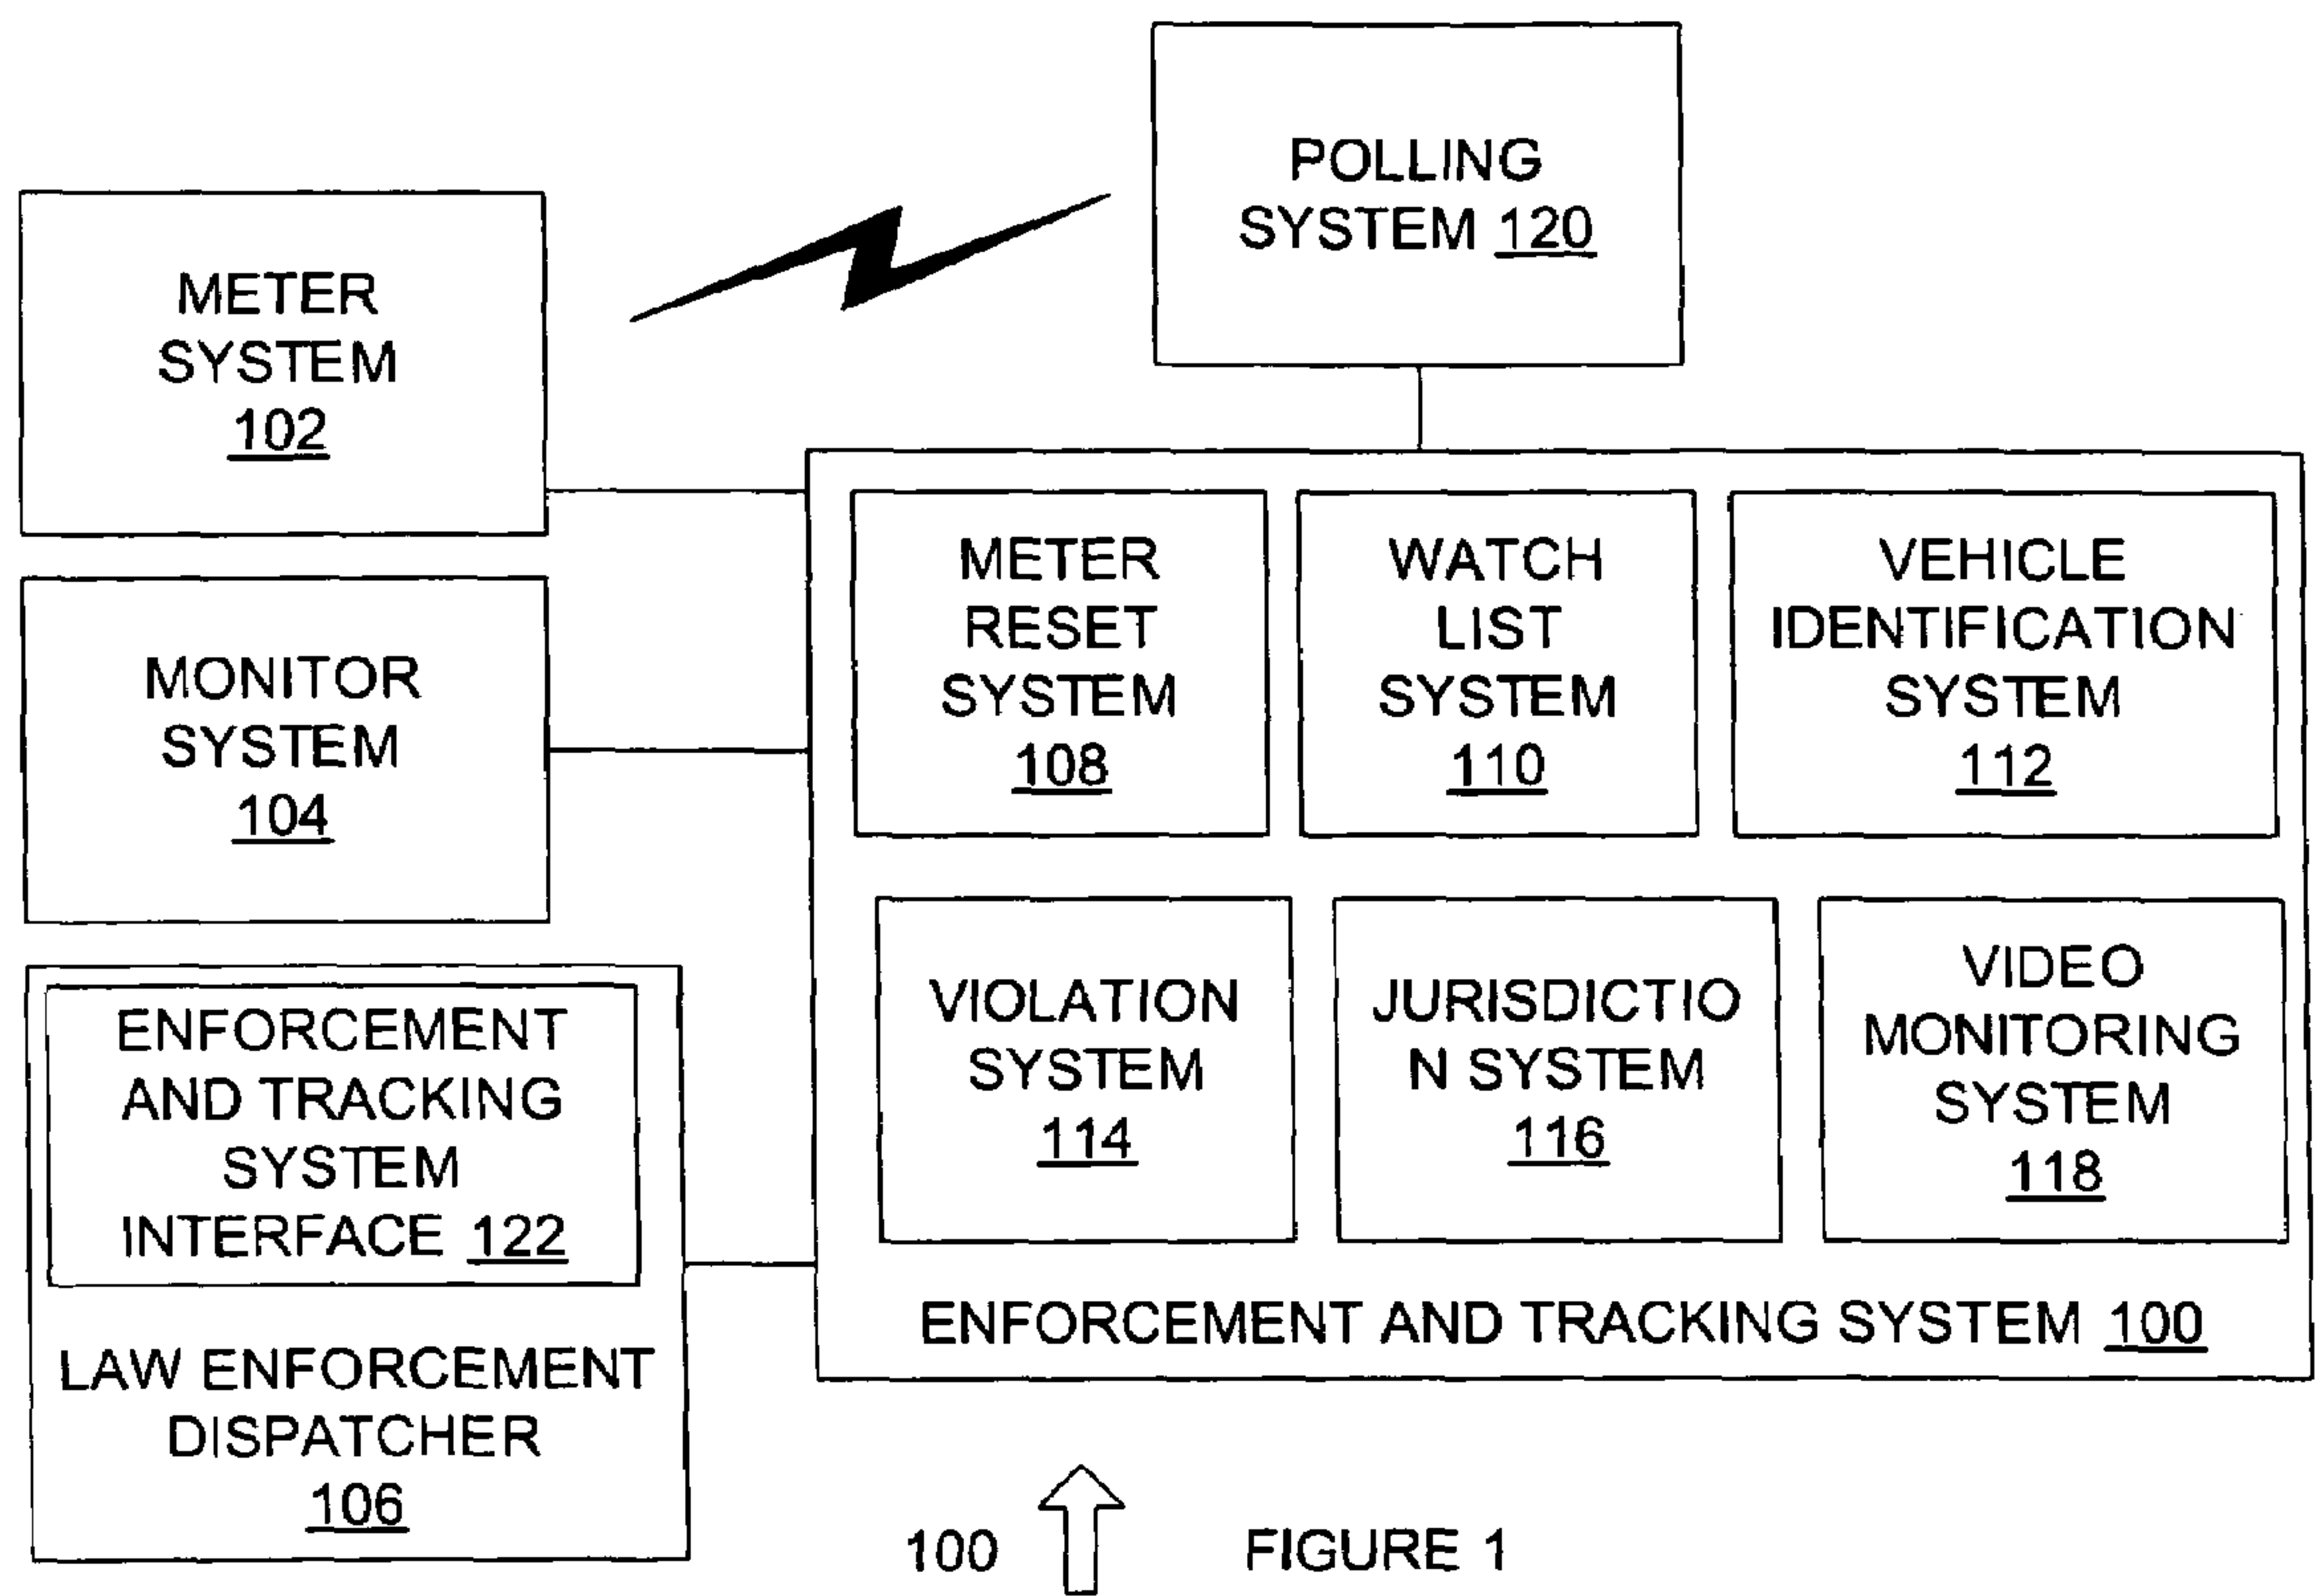 POLLING
SYSTEM 120
METER
SYSTEM
102
MONITOR
SYSTEM
104
ENFORCEMENT
AND TRACKING
SYSTEM
INTERFACE 122
LAW ENFORCEMENT
DISPATCHER
106
METER
RESET
SYSTEM
108
WATCH
LIST
SYSTEM
110
VEHICLE
IDENTIFICATION
SYSTEM
112
VIOLATION
SYSTEM
114
JURISDICTIO
N SYSTEM
116
VIDEO
MONITORING
SYSTEM
118
ENFORCEMENT AND TRACKING SYSTEM 100
100
FIGURE 1